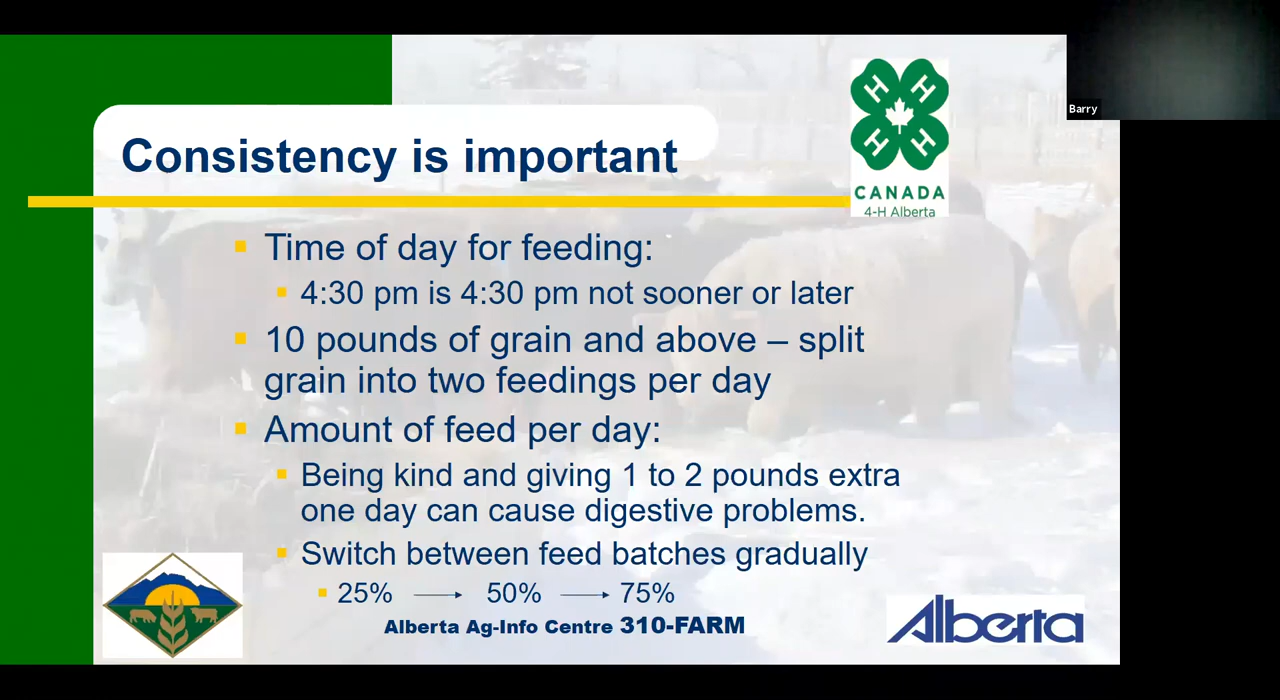 H H
H H
CANADA
4-H Alberta
Barry
Consistency is important
Time of day for feeding:
4:30 pm is 4:30 pm not sooner or later
10 pounds of grain and above – split
grain into two feedings per day
Amount of feed per day:
Being kind and giving 1 to 2 pounds extra
one day can cause digestive problems.
Switch between feed batches gradually
25% → 50% → 75%
Alberta Ag-Info Centre 310-FARM
Alberta